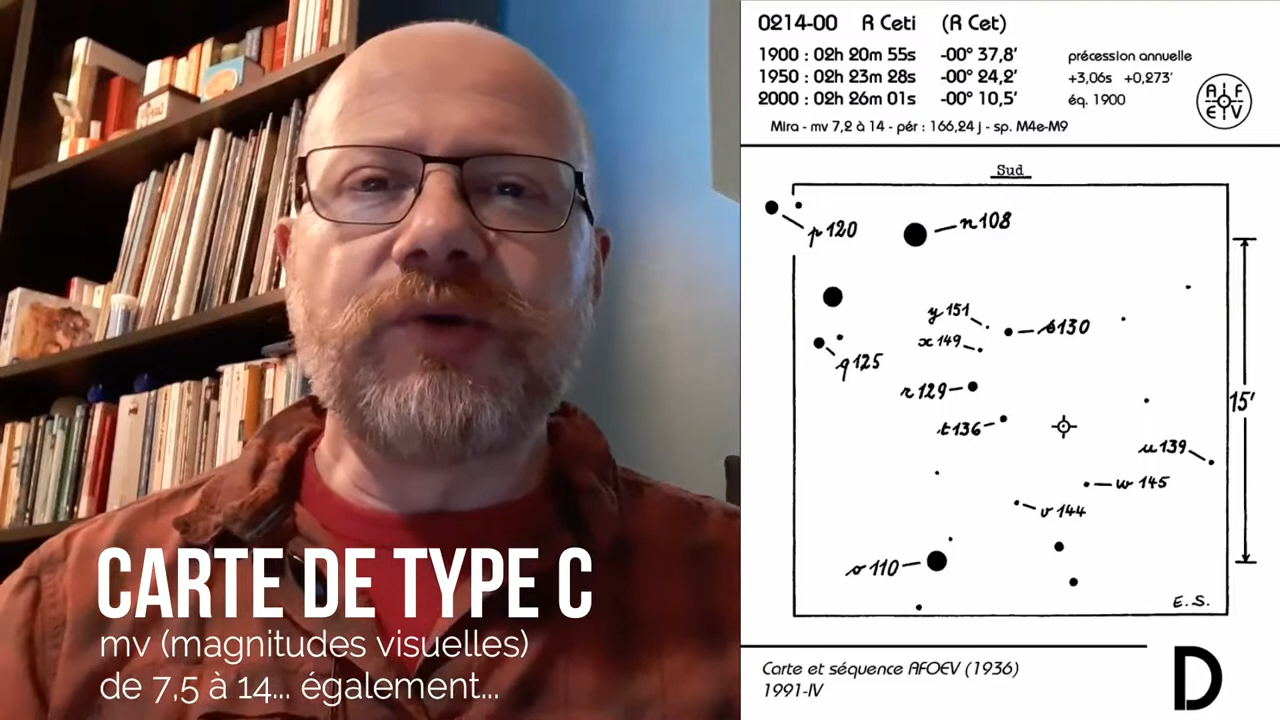 CARTE DE TYPE C
mv (magnitudes visuelles)
de 7,5 à 14... également...
0214-00 R Ceti (R Cet)
1900 : 02h 20m 55s -00° 37,8'
1950 : 02h 23m 28s -00° 24,2'
2000 : 02h 26m 01s -00° 10,5'
précession annuelle
+3,06s +0,273'
éq. 1900
Mira - mv 7,2 à 14 - pér : 166,24 j - sp. M4e-M9
A F
E V
Sud
p 120
n 108
y 151
s 130
x 149
q 125
r 129
t 136
15'
u 139
w 145
v 144
o 110
E.S.
Carte et séquence AFOEV (1936)
1991-IV
D